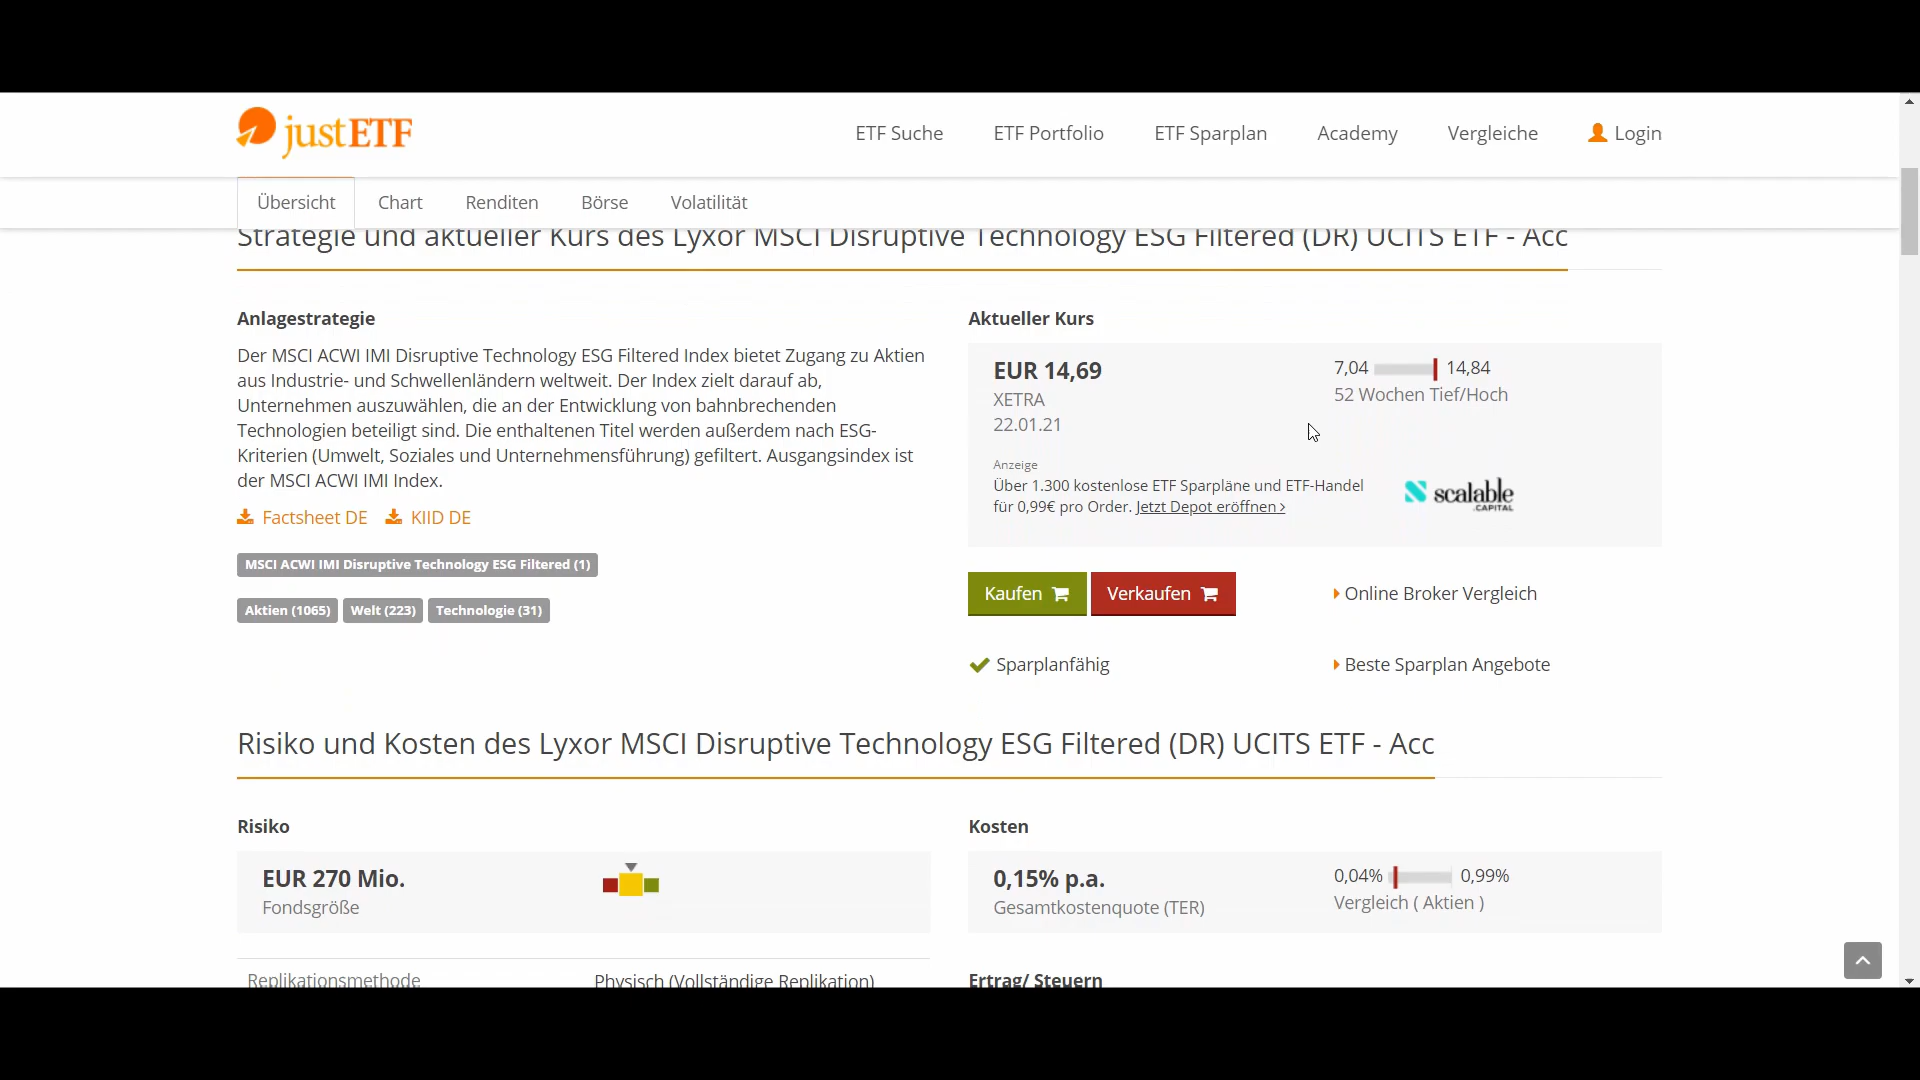 justETF
ETF Suche
ETF Portfolio
ETF Sparplan
Academy
Vergleiche
Login
Übersicht
Chart
Renditen
Börse
Volatilität
Strategie und aktueller Kurs des Lyxor MSCI Disruptive Technology ESG Filtered (DR) UCITS ETF - Acc
Anlagestrategie
Der MSCI ACWI IMI Disruptive Technology ESG Filtered Index bietet Zugang zu Aktien
aus Industrie- und Schwellenländern weltweit. Der Index zielt darauf ab,
Unternehmen auszuwählen, die an der Entwicklung von bahnbrechenden
Technologien beteiligt sind. Die enthaltenen Titel werden außerdem nach ESG-
Kriterien (Umwelt, Soziales und Unternehmensführung) gefiltert. Ausgangsindex ist
der MSCI ACWI IMI Index.
Factsheet DE
KIID DE
MSCI ACWI IMI Disruptive Technology ESG Filtered (1)
Aktien (1065)
Welt (223)
Technologie (31)
Aktueller Kurs
EUR 14,69
XETRA
22.01.21
7,04
14,84
52 Wochen Tief/Hoch
Anzeige
Über 1.300 kostenlose ETF Sparpläne und ETF-Handel
für 0,99€ pro Order. Jetzt Depot eröffnen ›
scalable
.CAPITAL
Kaufen
Verkaufen
Online Broker Vergleich
Sparplanfähig
Beste Sparplan Angebote
Risiko und Kosten des Lyxor MSCI Disruptive Technology ESG Filtered (DR) UCITS ETF - Acc
Risiko
EUR 270 Mio.
Fondsgröße
Kosten
0,15% p.a.
Gesamtkostenquote (TER)
0,04%
0,99%
Vergleich ( Aktien )
Replikationsmethode
Physisch (Vollständige Replikation)
Ertrag/ Steuern